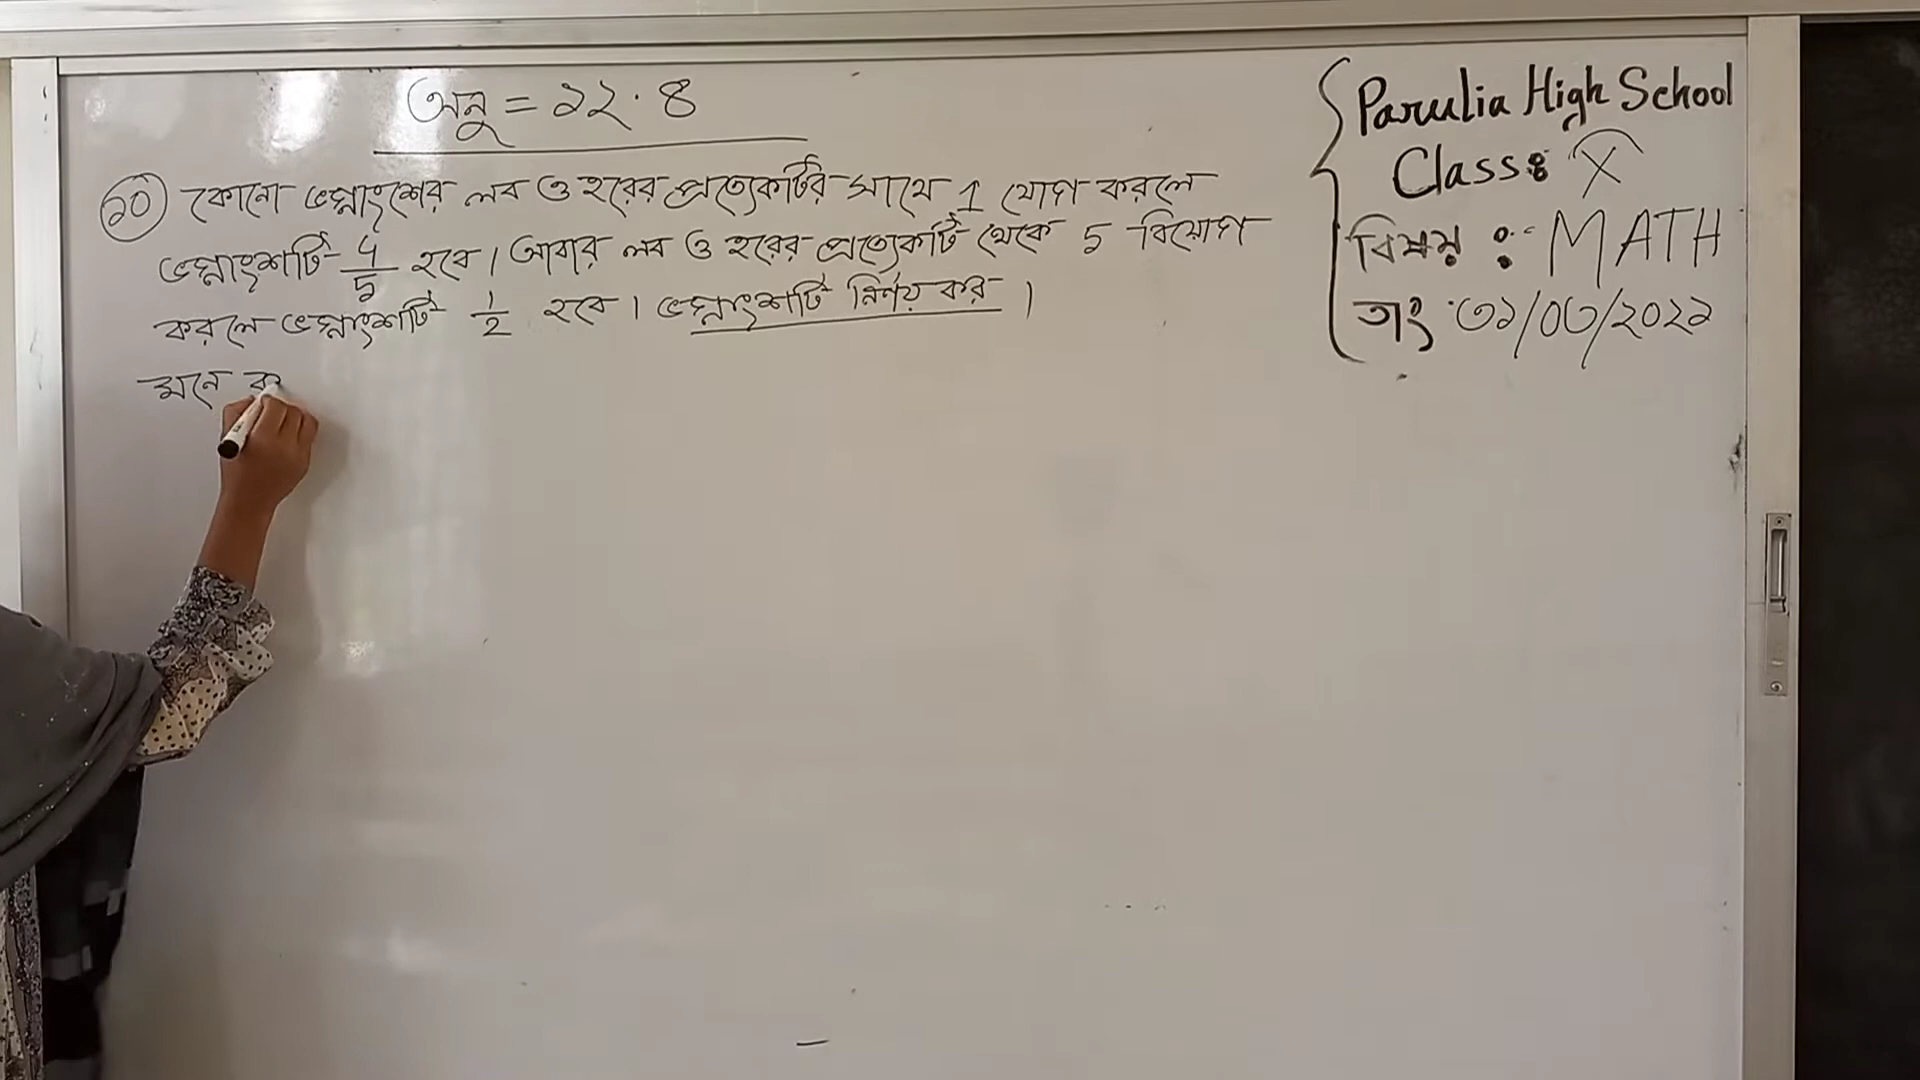 অনু = ১২.৪
১০ কোনো ভগ্নাংশের লব ও হরের প্রত্যেকটির সাথে 1 যোগ করলে
ভগ্নাংশটি 4/5 হবে। আবার লব ও হরের প্রত্যেকটি থেকে 5 বিয়োগ
করলে ভগ্নাংশটি 1/2 হবে। ভগ্নাংশটি নির্ণয় কর।
মনে ক
Parulia High School
Class: X
বিষয় : MATH
তাং ৩১/০৩/২০২১